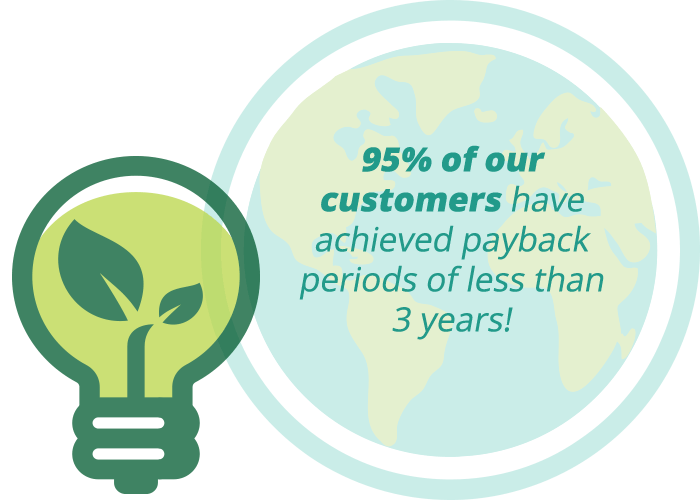 95% of our
customers have
achieved payback
periods of less than
3 years!